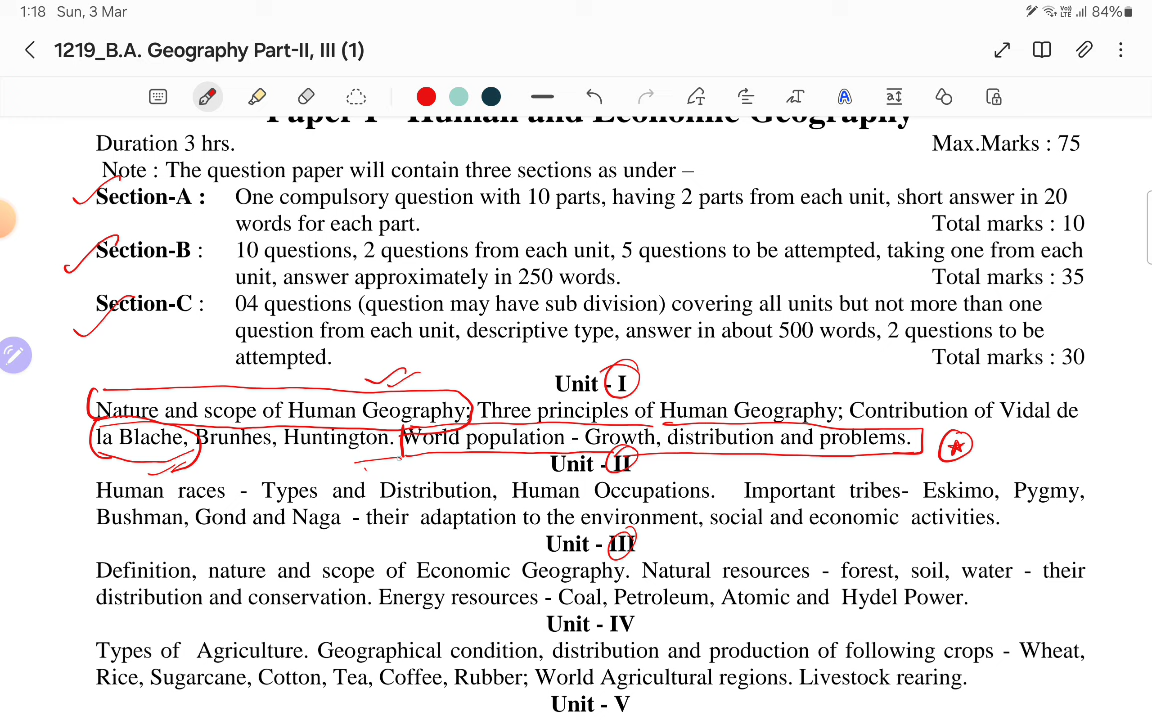 1:18 Sun, 3 Mar
84%
1219_B.A. Geography Part-II, III (1)
Paper I - Human and Economic Geography
Duration 3 hrs. Max.Marks : 75
Note : The question paper will contain three sections as under –
Section-A : One compulsory question with 10 parts, having 2 parts from each unit, short answer in 20
words for each part. Total marks : 10
Section-B : 10 questions, 2 questions from each unit, 5 questions to be attempted, taking one from each
unit, answer approximately in 250 words. Total marks : 35
Section-C : 04 questions (question may have sub division) covering all units but not more than one
question from each unit, descriptive type, answer in about 500 words, 2 questions to be
attempted. Total marks : 30
Unit - I
Nature and scope of Human Geography; Three principles of Human Geography; Contribution of Vidal de
la Blache, Brunhes, Huntington. World population - Growth, distribution and problems.
Unit - II
Human races - Types and Distribution, Human Occupations. Important tribes- Eskimo, Pygmy,
Bushman, Gond and Naga - their adaptation to the environment, social and economic activities.
Unit - III
Definition, nature and scope of Economic Geography. Natural resources - forest, soil, water - their
distribution and conservation. Energy resources - Coal, Petroleum, Atomic and Hydel Power.
Unit - IV
Types of Agriculture. Geographical condition, distribution and production of following crops - Wheat,
Rice, Sugarcane, Cotton, Tea, Coffee, Rubber; World Agricultural regions. Livestock rearing.
Unit - V